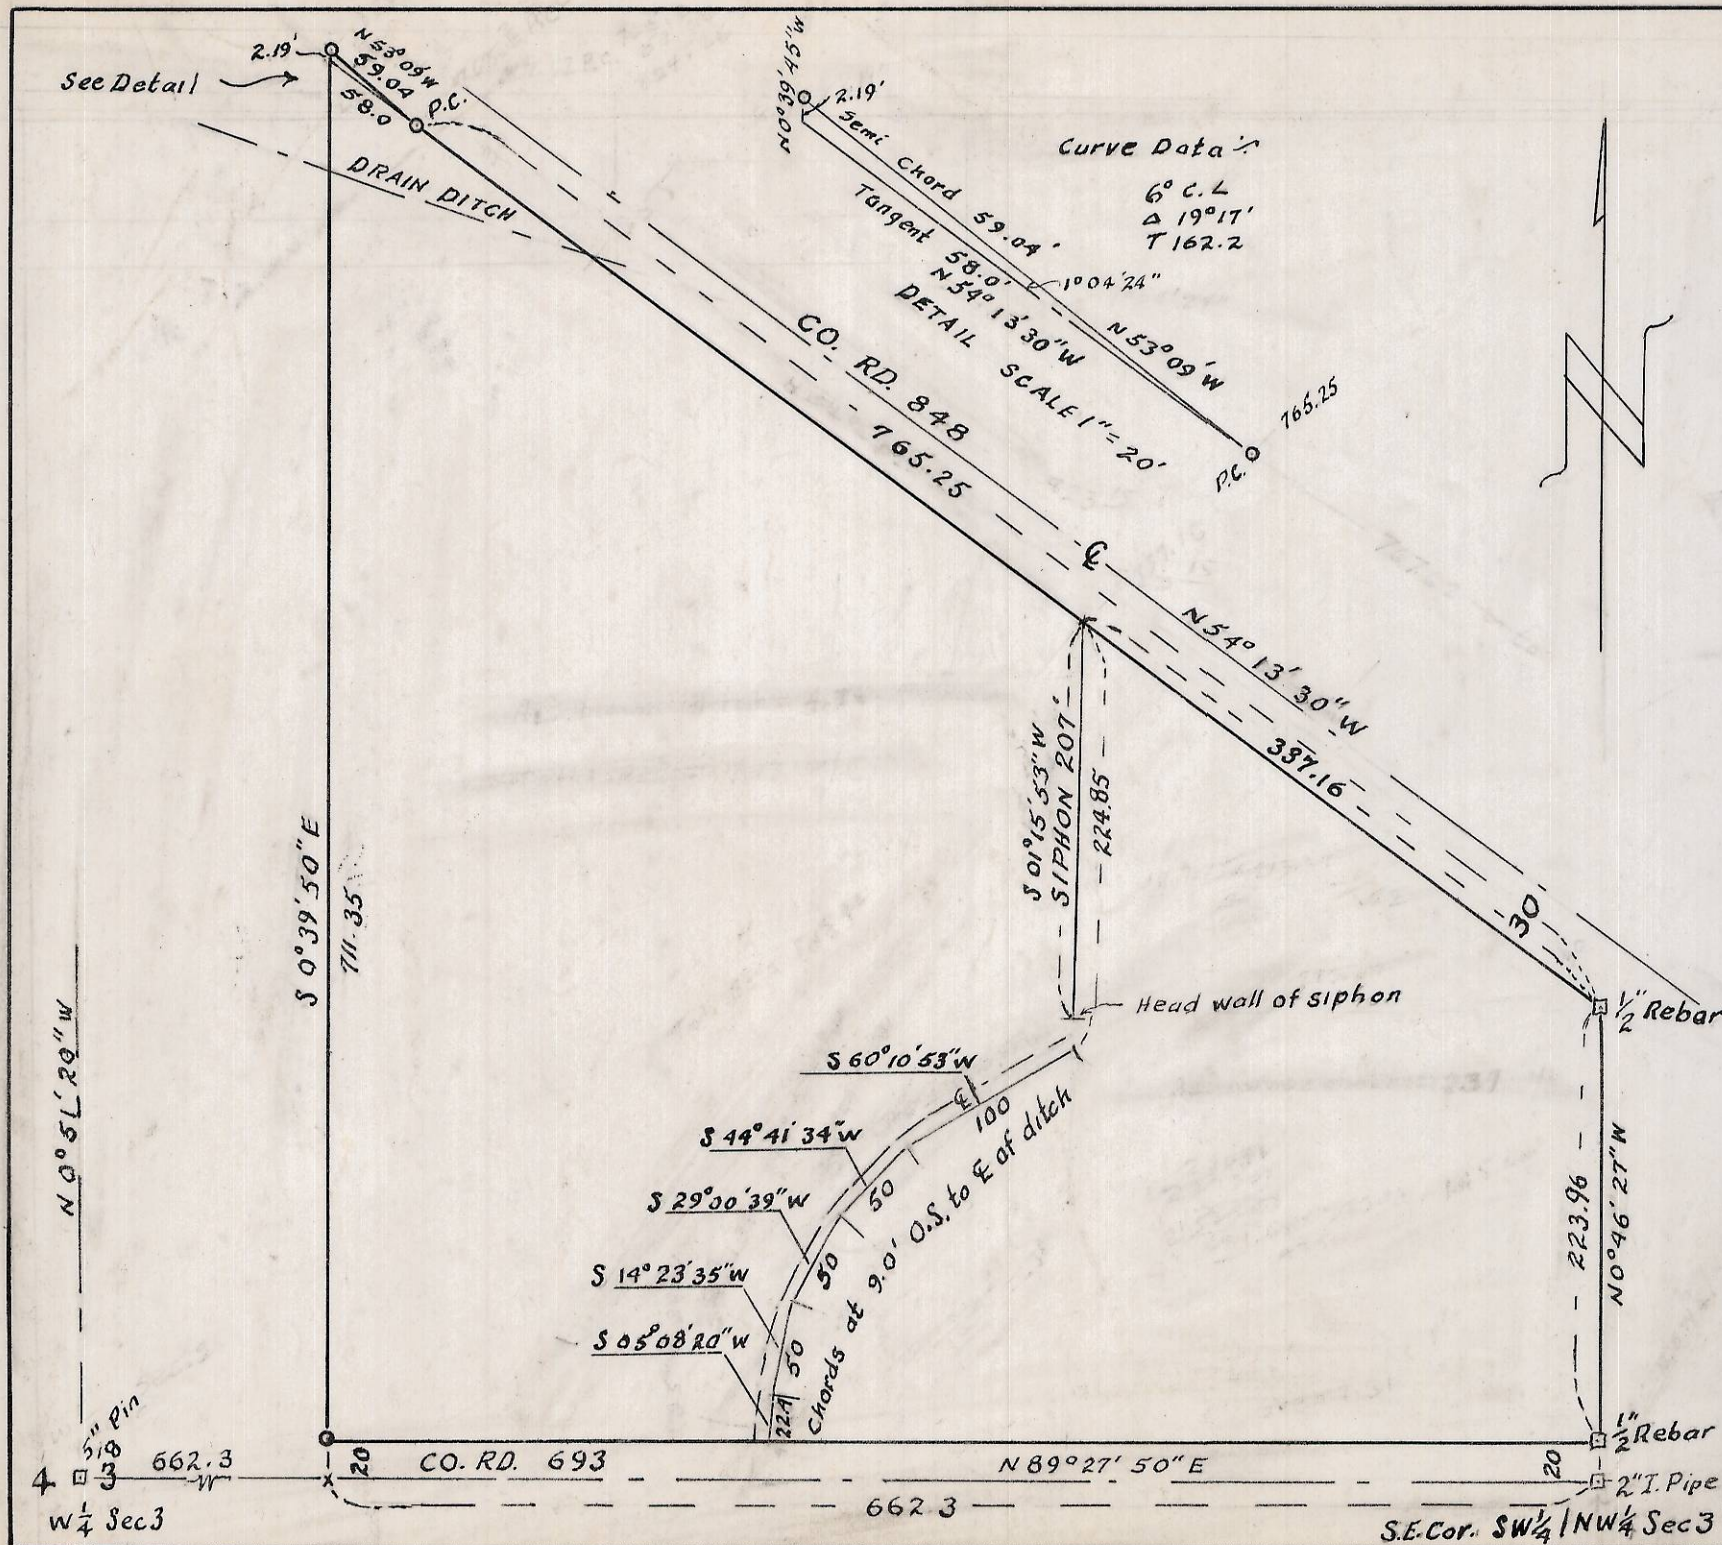 2.19'
See Detail
N 53° 09' W
59.04
58.0
P.C.
DRAIN DITCH
N 0° 39' 51" W
2.19'
Semi Chord 59.04'
Tangent 58.0'
N 54° 13' 30" W
1° 04' 24"
N 53° 09' W
DETAIL SCALE 1" = 20'
P.C.
765.25
Curve Data
6° C.L
Δ 19° 17'
T 162.2
N
CO. RD. 848
765.25
℄
N 54° 13' 30" W
337.16
30
S 01° 15' 53" W
SIPHON 207'
224.85
Head wall of siphon
1/2" Rebar
S 0° 39' 50" E
711.35
N 0° 51' 20" W
S 60° 10' 53" W
℄
100
S 44° 41' 34" W
50
S 29° 00' 39" W
50
S 14° 23' 35" W
50
S 05° 08' 20" W
22.4
Chords at 9.0' O.S. to ℄ of ditch
223.96
N 0° 46' 27" W
5/8" Pin
4 3
662.3
W 1/4 Sec 3
20
CO. RD. 693
N 89° 27' 50" E
20
1/2" Rebar
2" I. Pipe
662.3
S.E. Cor. SW 1/4 / NW 1/4 Sec 3